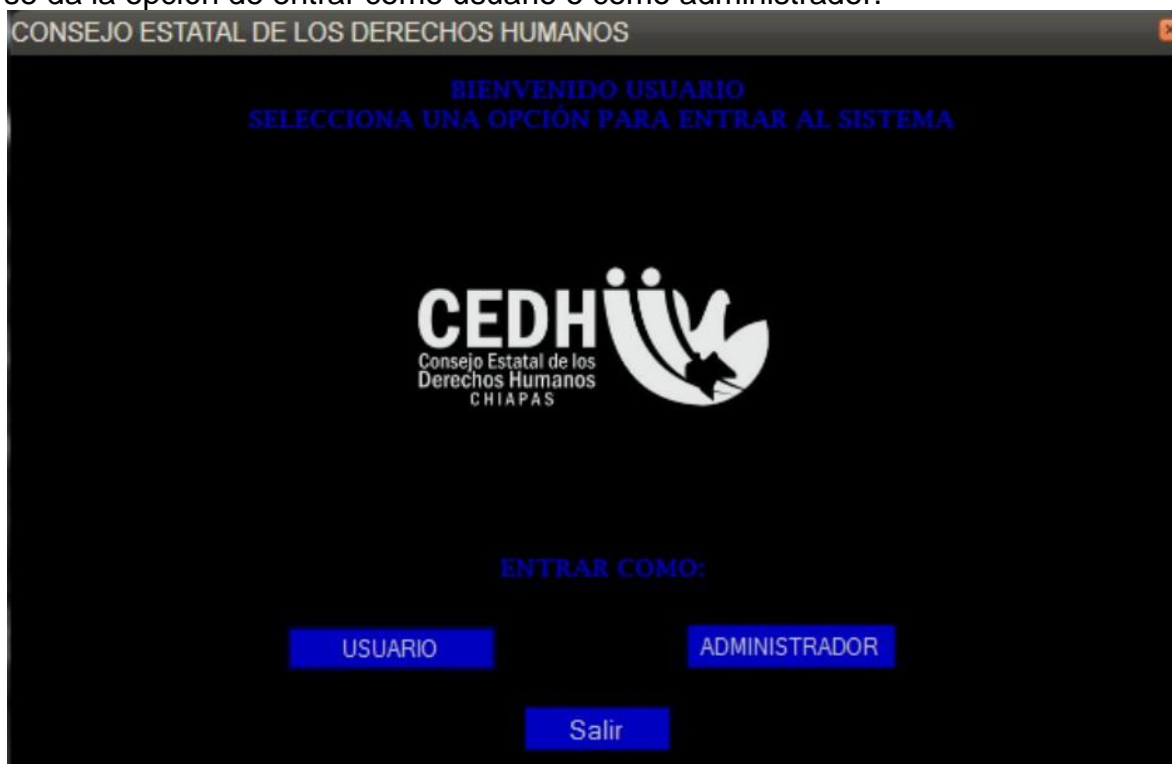 se da la opción de entrar como usuario o como administrador.
CONSEJO ESTATAL DE LOS DERECHOS HUMANOS
BIENVENIDO USUARIO
SELECCIONA UNA OPCIÓN PARA ENTRAR AL SISTEMA
CEDH
Consejo Estatal de los
Derechos Humanos
CHIAPAS
ENTRAR COMO:
USUARIO
ADMINISTRADOR
Salir